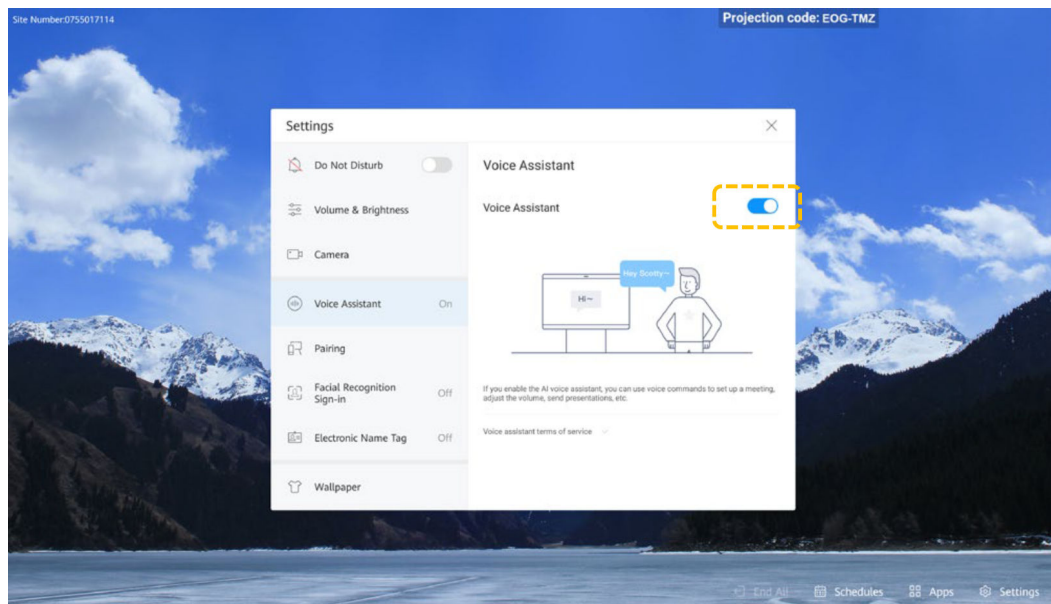 Site Number:0755017114
Projection code: EOG-TMZ
Settings
Do Not Disturb
Volume & Brightness
Camera
Voice Assistant On
Pairing
Facial Recognition
Sign-in
Off
Electronic Name Tag Off
Wallpaper
Voice Assistant
Voice Assistant
Hey Scotty~
Hi~
If you enable the AI voice assistant, you can use voice commands to set up a meeting,
adjust the volume, send presentations, etc.
Voice assistant terms of service
End All
Schedules
Apps
Settings